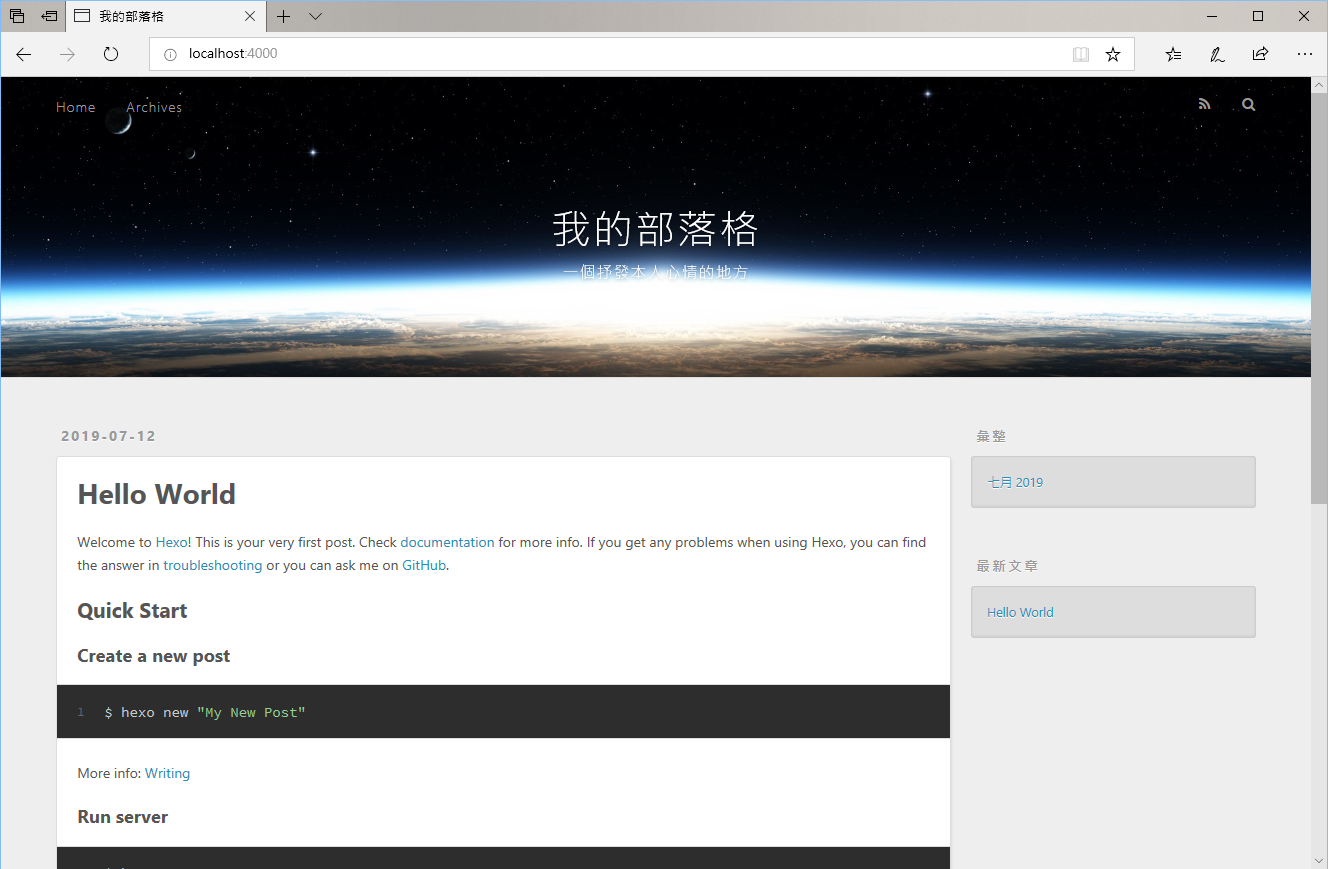 我的部落格
localhost:4000
Home Archives
我的部落格
一個抒發本人心情的地方
2019-07-12
Hello World
Welcome to Hexo! This is your very first post. Check documentation for more info. If you get any problems when using Hexo, you can find
the answer in troubleshooting or you can ask me on GitHub.
Quick Start
Create a new post
1 $ hexo new "My New Post"
More info: Writing
Run server
彙整
七月 2019
最新文章
Hello World